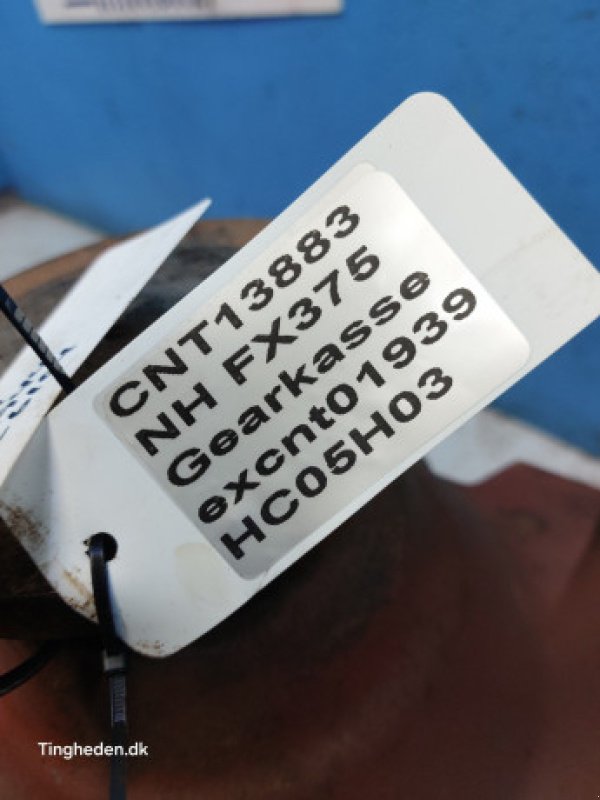 CNT13883
NH FX375
Gearkasse
excnt01939
HC05H03
Tingheden.dk